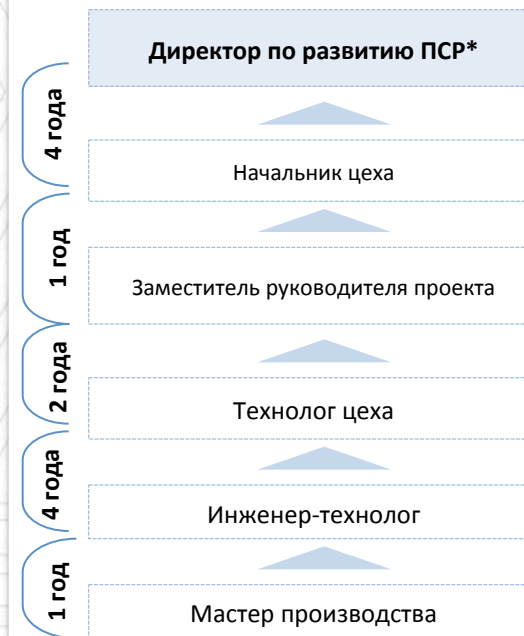 Директор по развитию ПСР*
4 года
Начальник цеха
1 год
Заместитель руководителя проекта
2 года
Технолог цеха
4 года
Инженер-технолог
1 год
Мастер производства